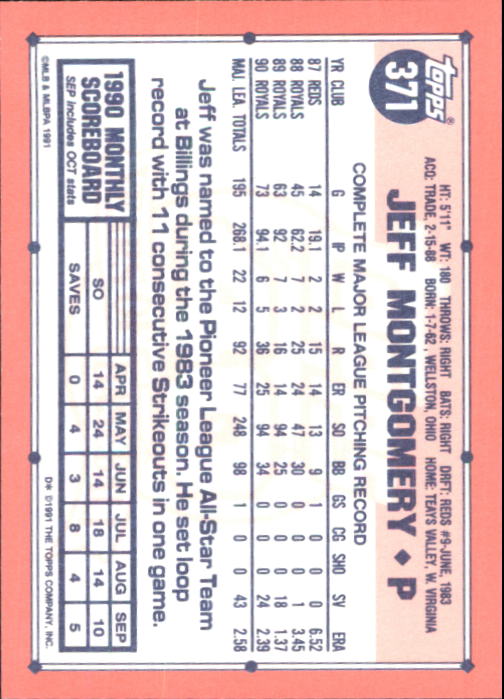 topps®
371
JEFF MONTGOMERY ♦ P
HT: 5'11" WT: 180 THROWS: RIGHT BATS: RIGHT DRFT: REDS #9-JUNE, 1983
ACQ: TRADE, 2-15-88 BORN: 1-7-62, WELLSTON, OHIO HOME: TEAYS VALLEY, W. VIRGINIA
COMPLETE MAJOR LEAGUE PITCHING RECORD
YR CLUB G IP W L R ER SO BB GS CG SHO SV ERA
87 REDS 14 19.1 2 2 15 14 13 9 1 0 0 0 6.52
88 ROYALS 45 62.2 7 2 25 24 47 30 0 0 0 1 3.45
89 ROYALS 63 92 7 3 16 14 94 25 0 0 0 18 1.37
90 ROYALS 73 94.1 6 5 36 25 94 34 0 0 0 24 2.39
MAJ. LEA. TOTALS 195 268.1 22 12 92 77 248 98 1 0 0 43 2.58
Jeff was named to the Pioneer League All-Star Team
at Billings during the 1983 season. He set loop
record with 11 consecutive Strikeouts in one game.
1990 MONTHLY
SCOREBOARD
SEP includes OCT stats
APR MAY JUN JUL AUG SEP
SO 14 24 14 18 14 10
SAVES 0 4 3 8 4 5
©MLB & MLBPA 1991
D* ©1991 THE TOPPS COMPANY, INC.